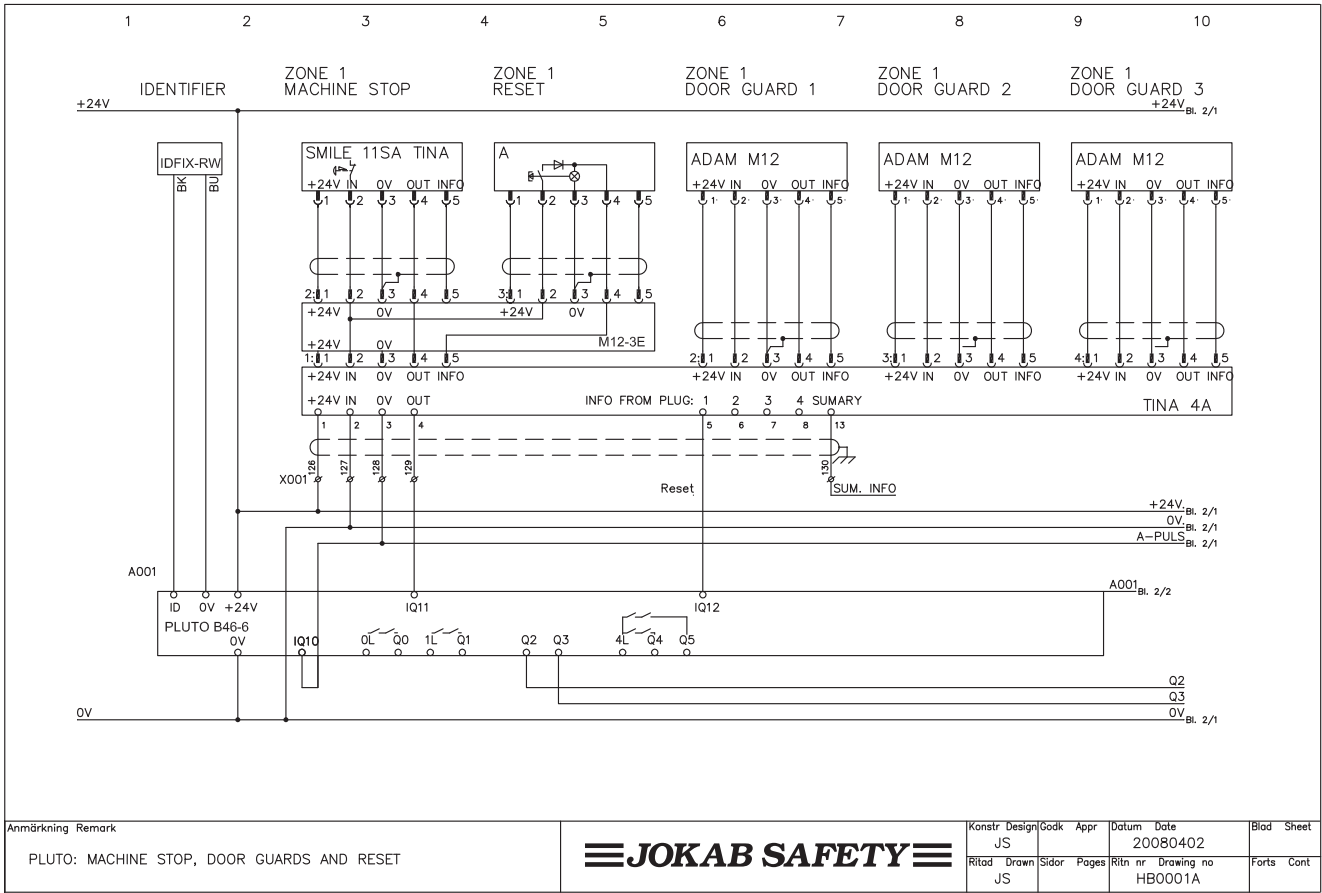 1 2 3 4 5 6 7 8 9 10
ZONE 1 ZONE 1 ZONE 1 ZONE 1 ZONE 1
IDENTIFIER MACHINE STOP RESET DOOR GUARD 1 DOOR GUARD 2 DOOR GUARD 3
+24V +24V Bl. 2/1
IDFIX-RW SMILE 11SA TINA A ADAM M12 ADAM M12 ADAM M12
BK BU
+24V IN 0V OUT INFO +24V IN 0V OUT INFO +24V IN 0V OUT INFO +24V IN 0V OUT INFO
1 2 3 4 5 1 2 3 4 5 1 2 3 4 5 1 2 3 4 5 1 2 3 4 5
2: 1 2 3 4 5 3: 1 2 3 4 5
+24V 0V +24V 0V
+24V 0V M12-3E
1: 1 2 3 4 5 2: 1 2 3 4 5 3: 1 2 3 4 5 4: 1 2 3 4 5
+24V IN 0V OUT INFO +24V IN 0V OUT INFO +24V IN 0V OUT INFO +24V IN 0V OUT INFO
+24V IN 0V OUT INFO FROM PLUG: 1 2 3 4 SUMARY TINA 4A
1 2 3 4 5 6 7 8 13
X001 126 127 128 129 130
Reset SUM. INFO
+24V. Bl. 2/1
0V. Bl. 2/1
A-PULS Bl. 2/1
A001 A001 Bl. 2/2
ID 0V +24V IQ11 IQ12
PLUTO B46-6
0V IQ10 0L Q0 1L Q1 Q2 Q3 4L Q4 Q5
Q2
Q3
0V 0V Bl. 2/1
Anmärkning Remark
PLUTO: MACHINE STOP, DOOR GUARDS AND RESET
JOKAB SAFETY
Konstr Design Godk Appr Datum Date Blad Sheet
JS 20080402
Ritad Drawn Sidor Pages Ritn nr Drawing no Forts Cont
JS HB0001A